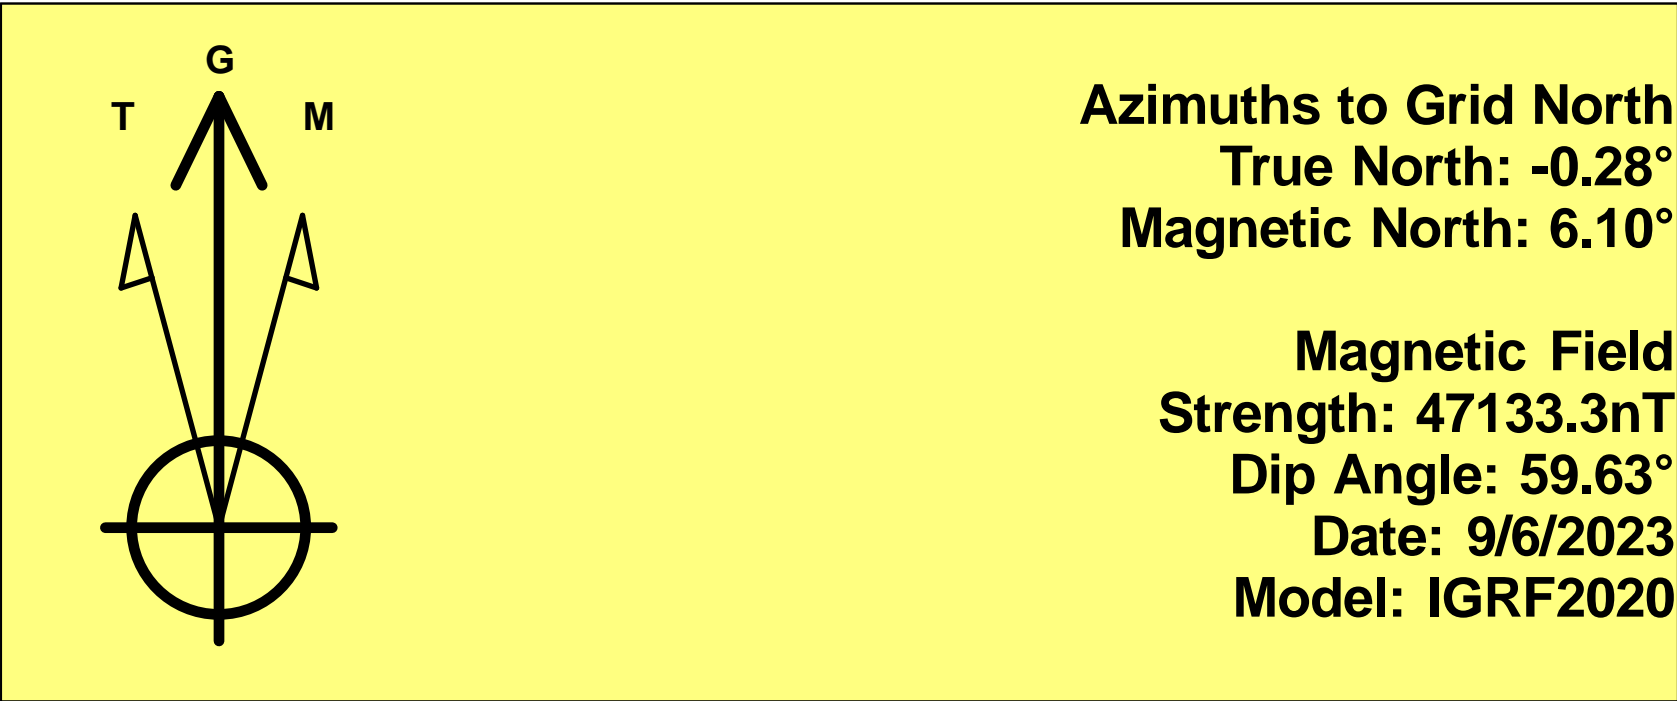 G
T M
Azimuths to Grid North
True North: -0.28°
Magnetic North: 6.10°
Magnetic Field
Strength: 47133.3nT
Dip Angle: 59.63°
Date: 9/6/2023
Model: IGRF2020